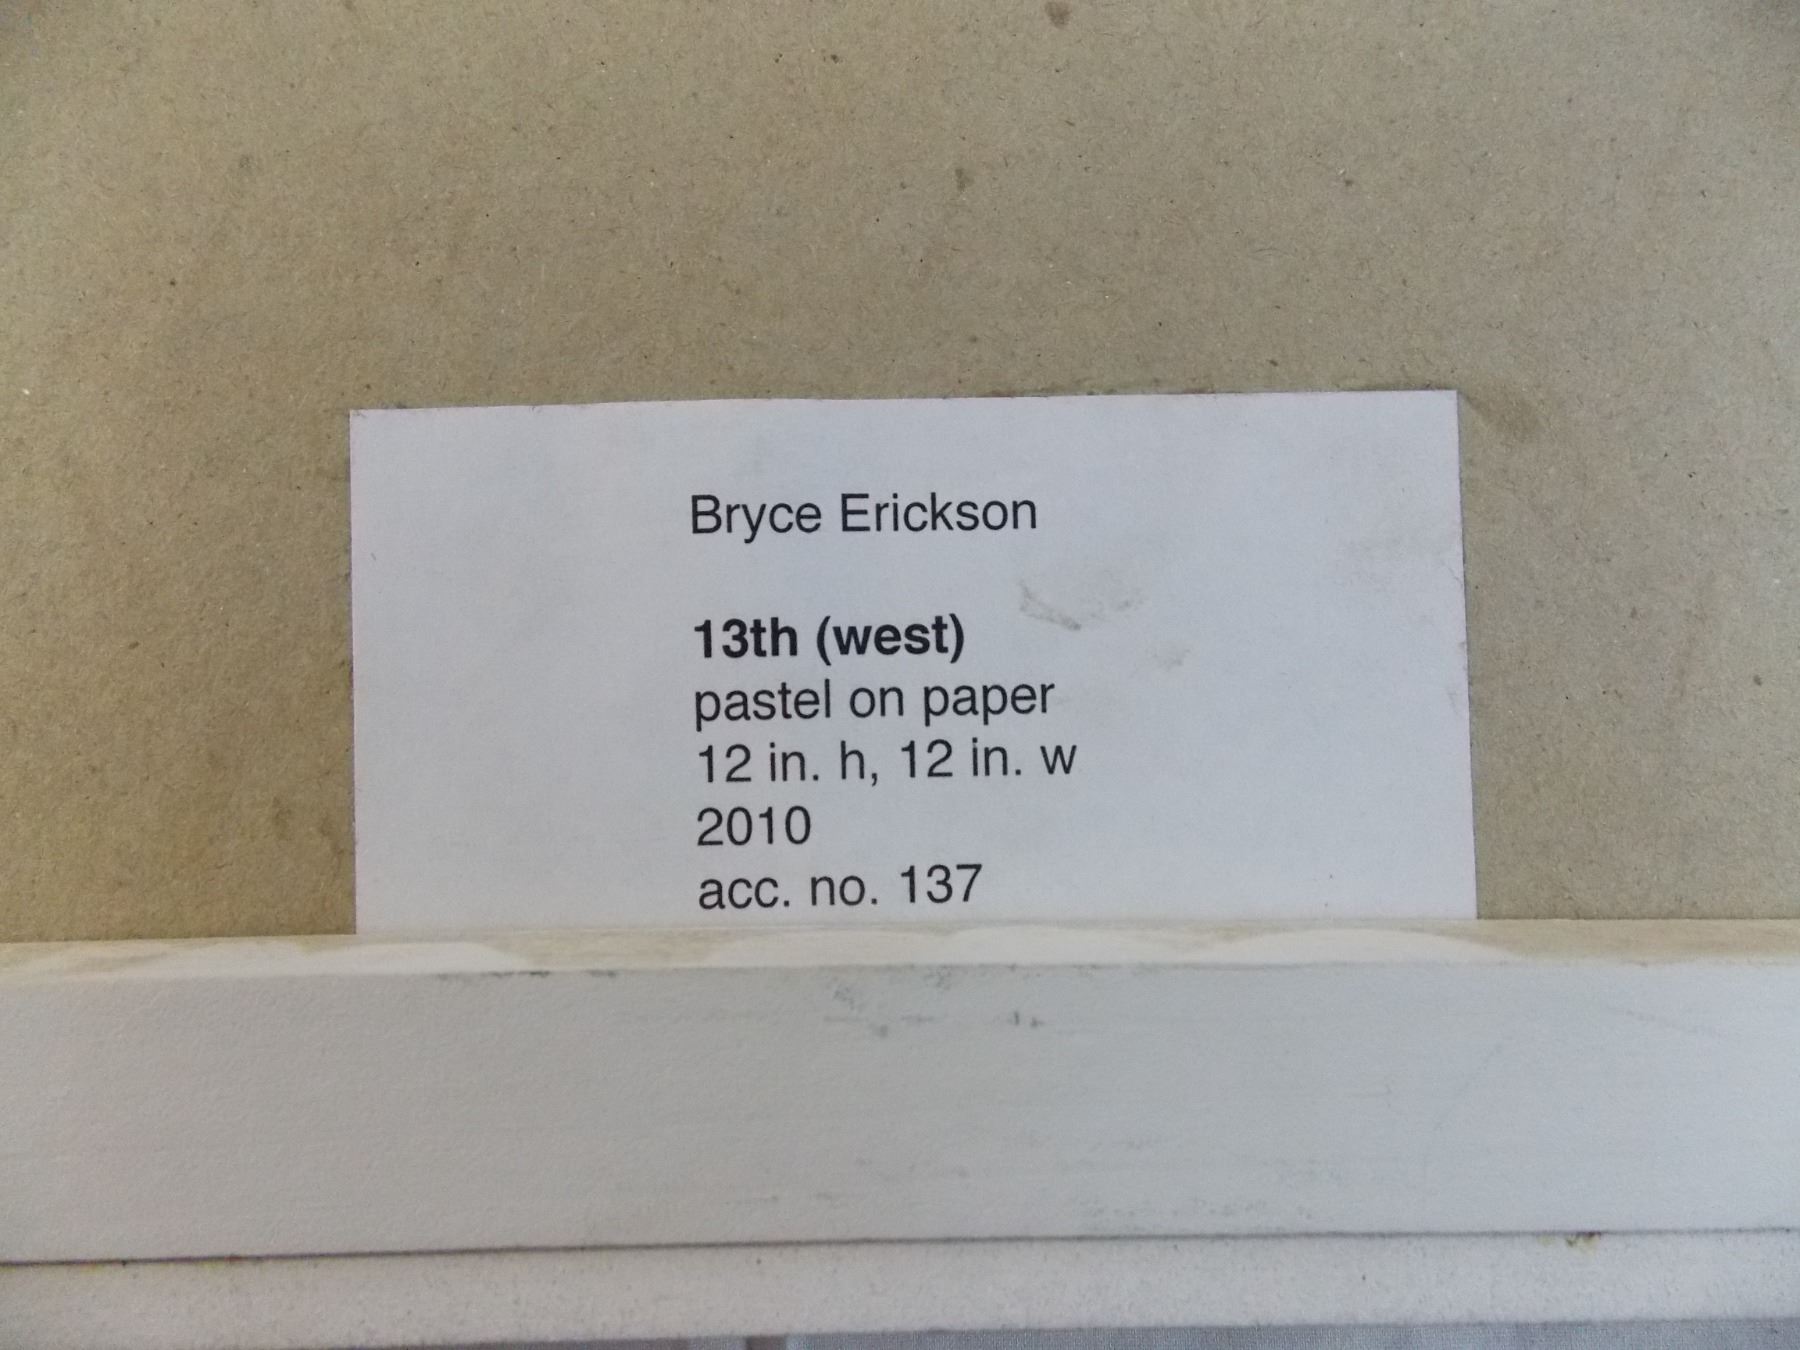 Bryce Erickson
13th (west)
pastel on paper
12 in. h, 12 in. w
2010
acc. no. 137